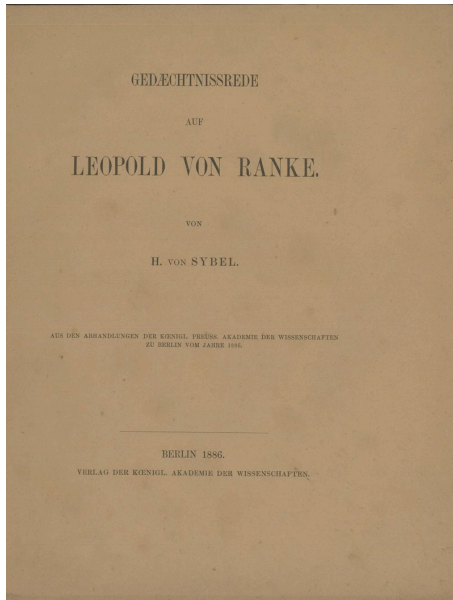 GEDÆCHTNISSREDE
AUF
LEOPOLD VON RANKE.
VON
H. VON SYBEL.
AUS DEN ABHANDLUNGEN DER KŒNIGL. PREUSS. AKADEMIE DER WISSENSCHAFTEN
ZU BERLIN VOM JAHRE 1886.
BERLIN 1886.
VERLAG DER KŒNIGL. AKADEMIE DER WISSENSCHAFTEN.